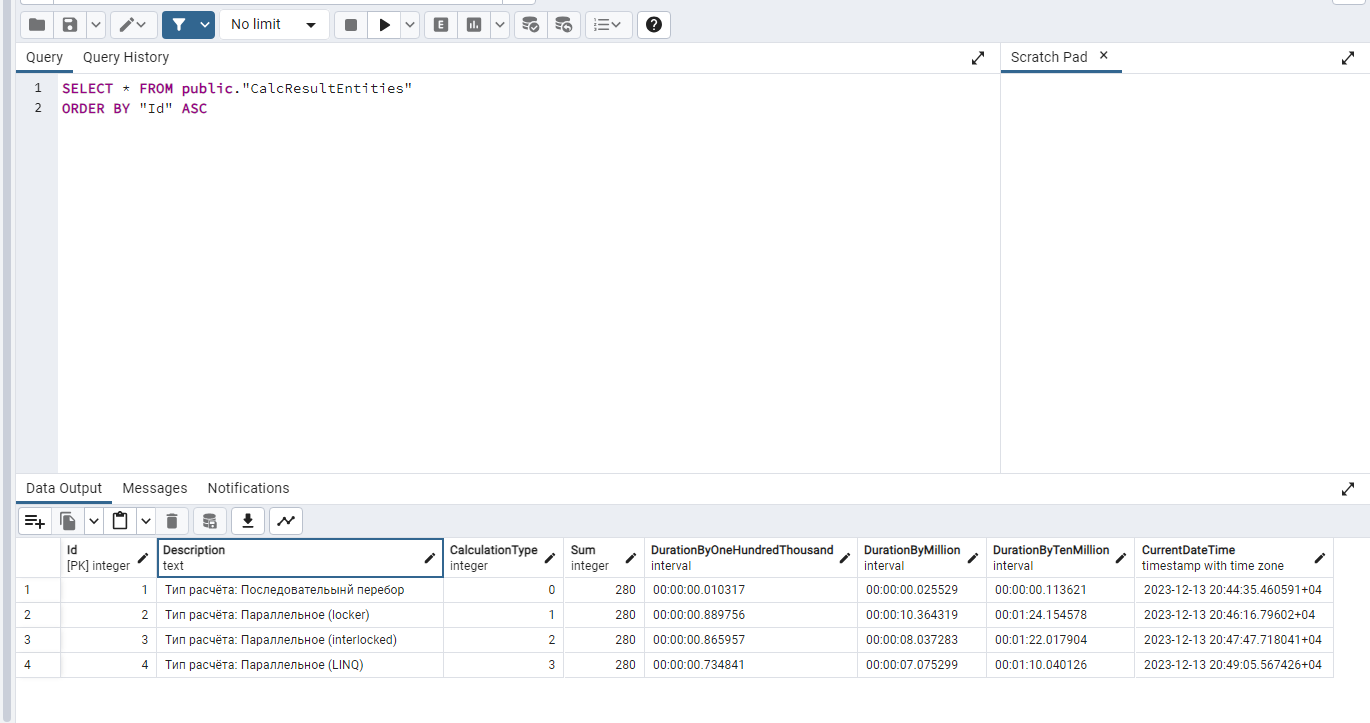 No limit
E
Query Query History
Scratch Pad
1 SELECT * FROM public."CalcResultEntities"
2 ORDER BY "Id" ASC
Data Output Messages Notifications
Id Description CalculationType Sum DurationByOneHundredThousand DurationByMillion DurationByTenMillion CurrentDateTime
[PK] integer text integer integer interval interval interval timestamp with time zone
1 1 Тип расчёта: Последовательый перебор 0 280 00:00:00.010317 00:00:00.025529 00:00:00.113621 2023-12-13 20:44:35.460591+04
2 2 Тип расчёта: Параллельное (locker) 1 280 00:00:00.889756 00:00:10.364319 00:01:24.154578 2023-12-13 20:46:16.79602+04
3 3 Тип расчёта: Параллельное (interlocked) 2 280 00:00:00.865957 00:00:08.037283 00:01:22.017904 2023-12-13 20:47:47.718041+04
4 4 Тип расчёта: Параллельное (LINQ) 3 280 00:00:00.734841 00:00:07.075299 00:01:10.040126 2023-12-13 20:49:05.567426+04